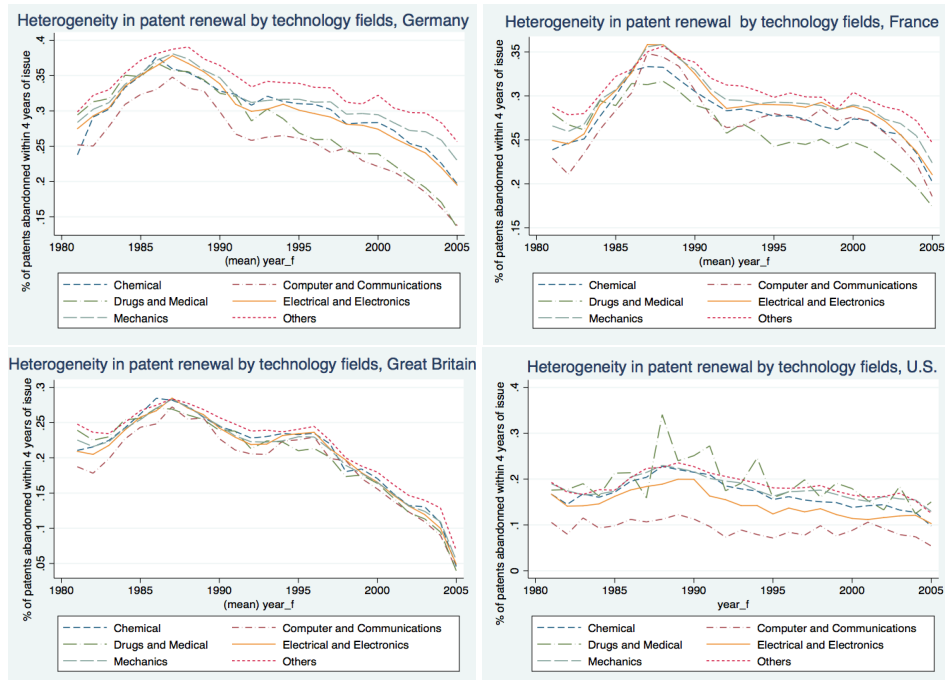 Heterogeneity in patent renewal by technology fields, Germany
% of patents abandonned within 4 years of issue
.4
.35
.3
.25
.2
.15
1980 1985 1990 1995 2000 2005
(mean) year_f
Chemical Computer and Communications
Drugs and Medical Electrical and Electronics
Mechanics Others
Heterogeneity in patent renewal by technology fields, France
% of patents abandonned within 4 years of issue
.35
.3
.25
.2
.15
1980 1985 1990 1995 2000 2005
(mean) year_f
Chemical Computer and Communications
Drugs and Medical Electrical and Electronics
Mechanics Others
Heterogeneity in patent renewal by technology fields, Great Britain
% of patents abandonned within 4 years of issue
.3
.25
.2
.15
.1
.05
1980 1985 1990 1995 2000 2005
(mean) year_f
Chemical Computer and Communications
Drugs and Medical Electrical and Electronics
Mechanics Others
Heterogeneity in patent renewal by technology fields, U.S.
% of patents abandonned within 4 years of issue
.4
.3
.2
.1
0
1980 1985 1990 1995 2000 2005
year_f
Chemical Computer and Communications
Drugs and Medical Electrical and Electronics
Mechanics Others